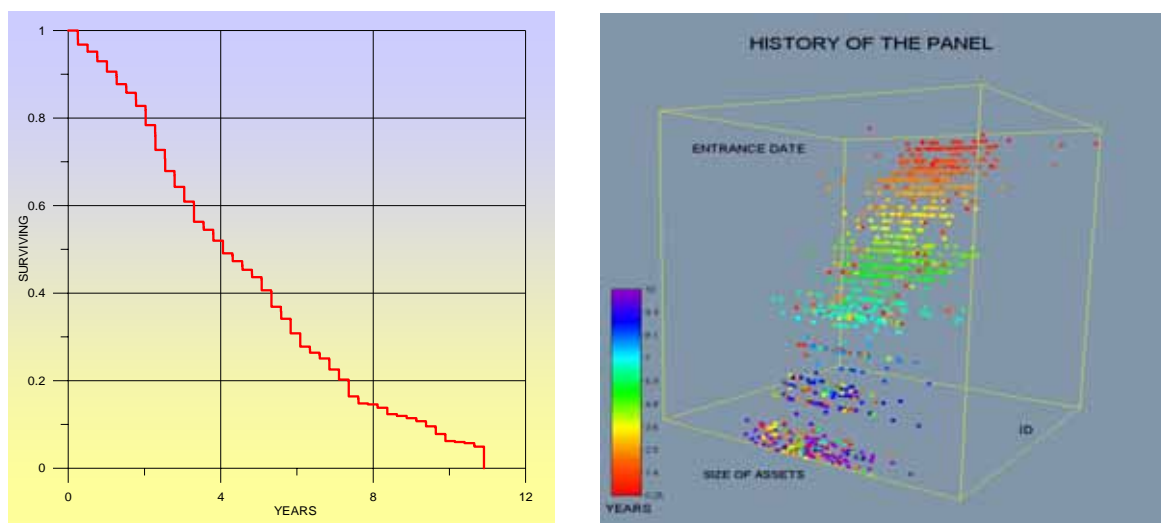 1
0.8
0.6
0.4
0.2
0
SURVIVING
0
4
8
12
YEARS
HISTORY OF THE PANEL
ENTRANCE DATE
ID
SIZE OF ASSETS
YEARS